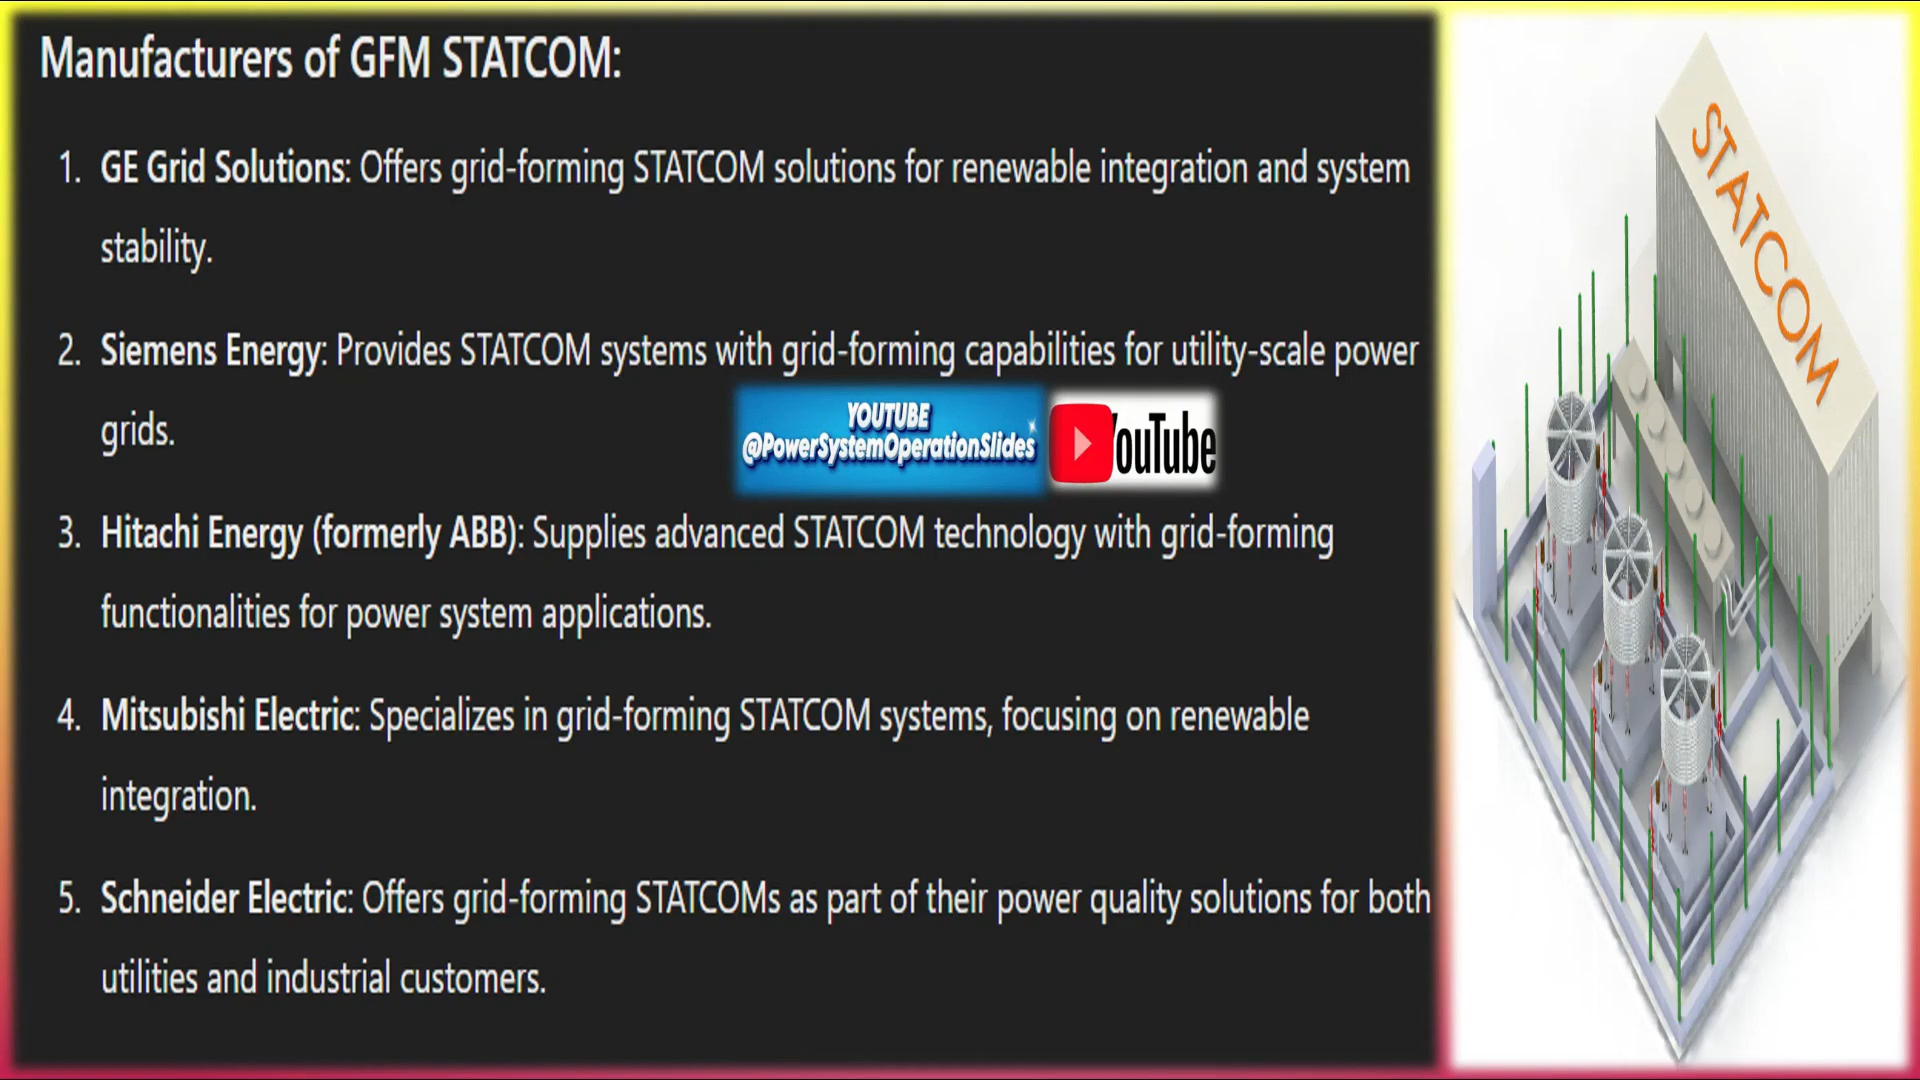 Manufacturers of GFM STATCOM:
1. GE Grid Solutions: Offers grid-forming STATCOM solutions for renewable integration and system
stability.
2. Siemens Energy: Provides STATCOM systems with grid-forming capabilities for utility-scale power
grids.
YOUTUBE
@PowerSystemOperationSlides
YouTube
3. Hitachi Energy (formerly ABB): Supplies advanced STATCOM technology with grid-forming
functionalities for power system applications.
4. Mitsubishi Electric: Specializes in grid-forming STATCOM systems, focusing on renewable
integration.
5. Schneider Electric: Offers grid-forming STATCOMs as part of their power quality solutions for both
utilities and industrial customers.
STATCOM